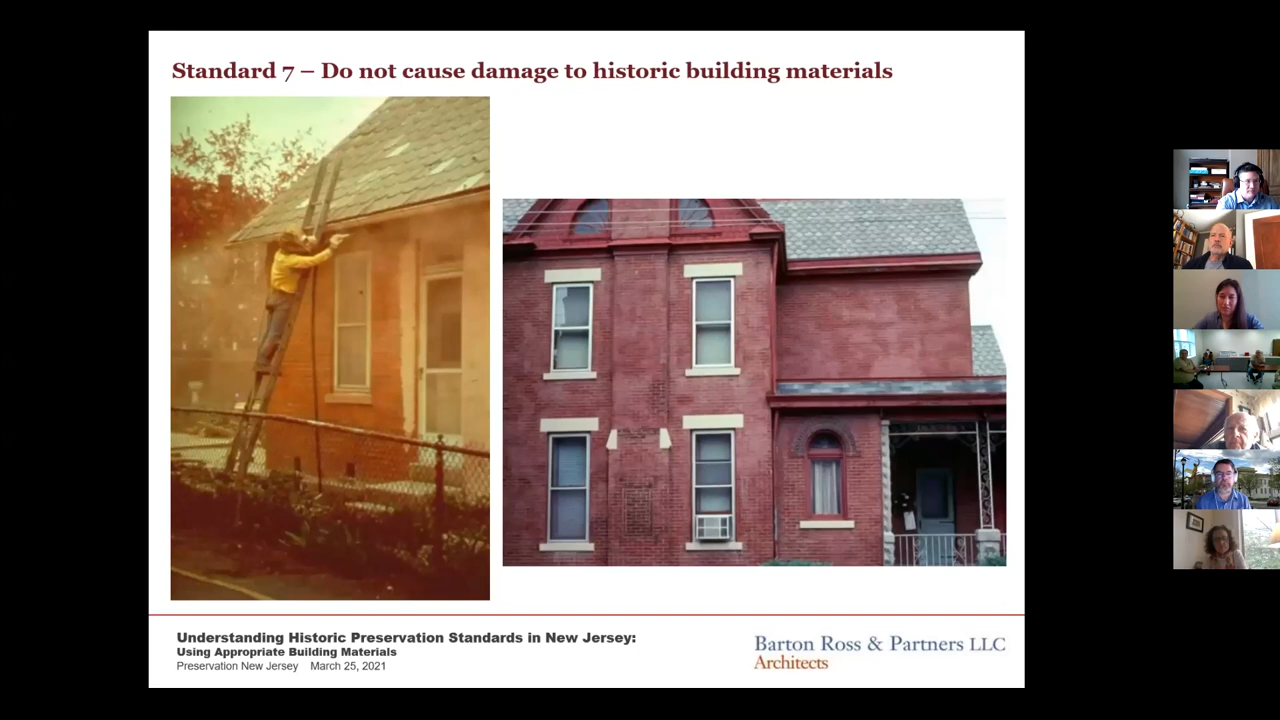 Standard 7 – Do not cause damage to historic building materials
Understanding Historic Preservation Standards in New Jersey:
Using Appropriate Building Materials
Preservation New Jersey March 25, 2021
Barton Ross & Partners LLC
Architects